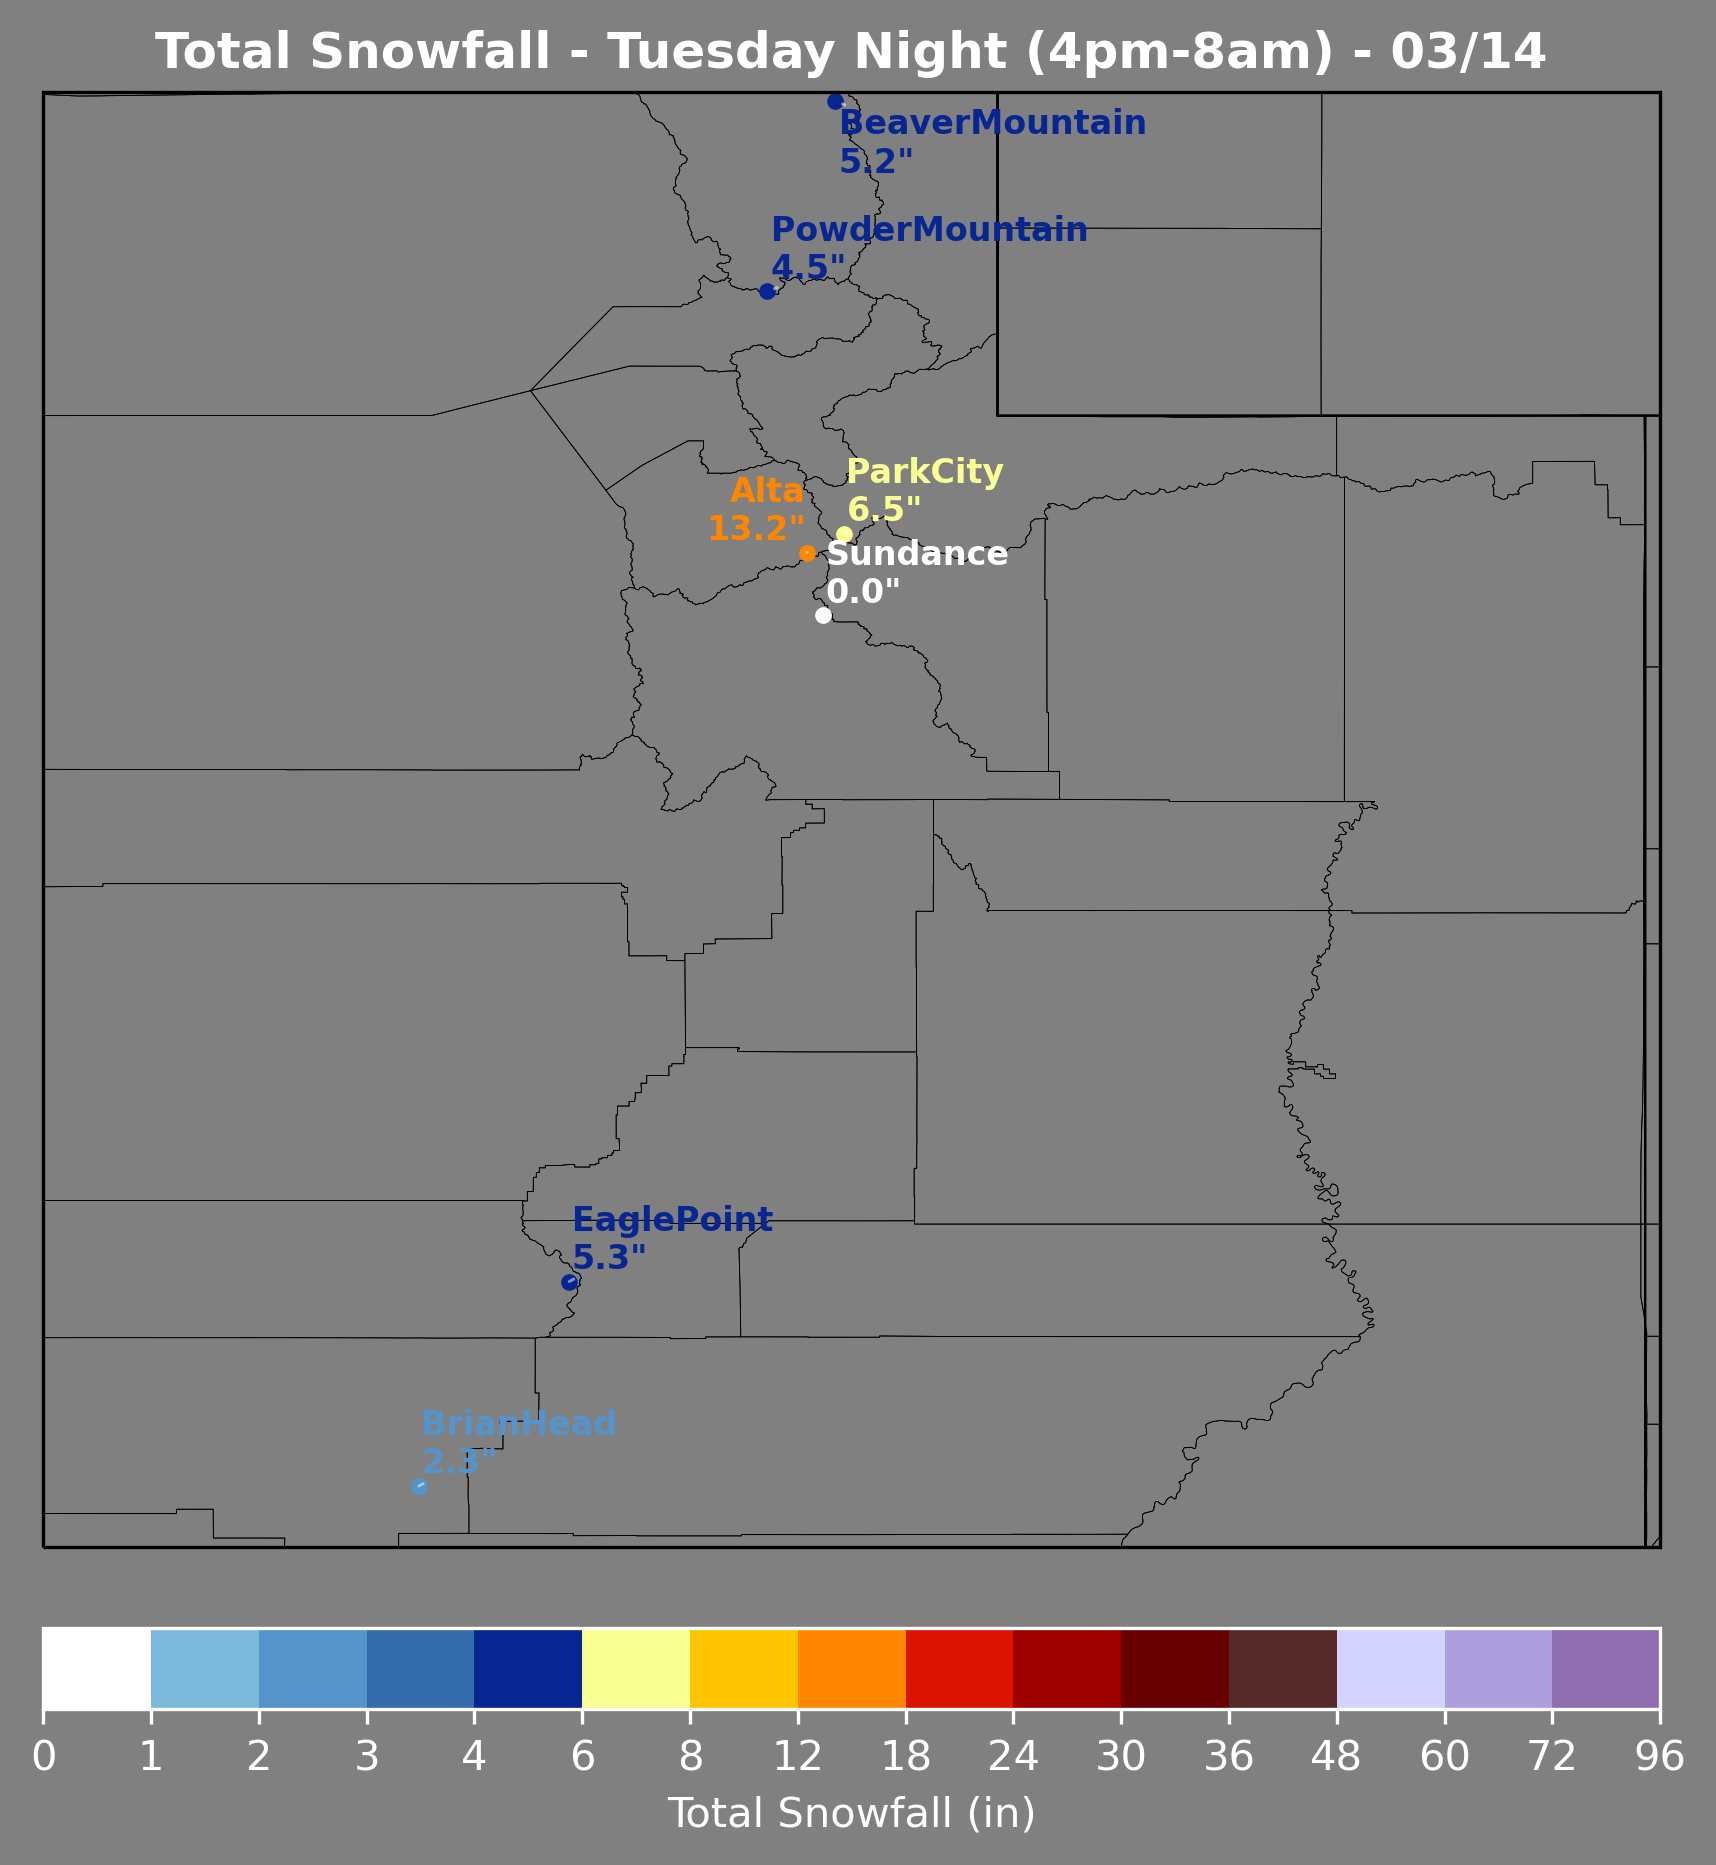 Total Snowfall - Tuesday Night (4pm-8am) - 03/14
BeaverMountain
5.2"
PowderMountain
4.5"
ParkCity
6.5"
Alta
13.2"
Sundance
0.0"
EaglePoint
5.3"
BrianHead
2.3"
0 1 2 3 4 6 8 12 18 24 30 36 48 60 72 96
Total Snowfall (in)